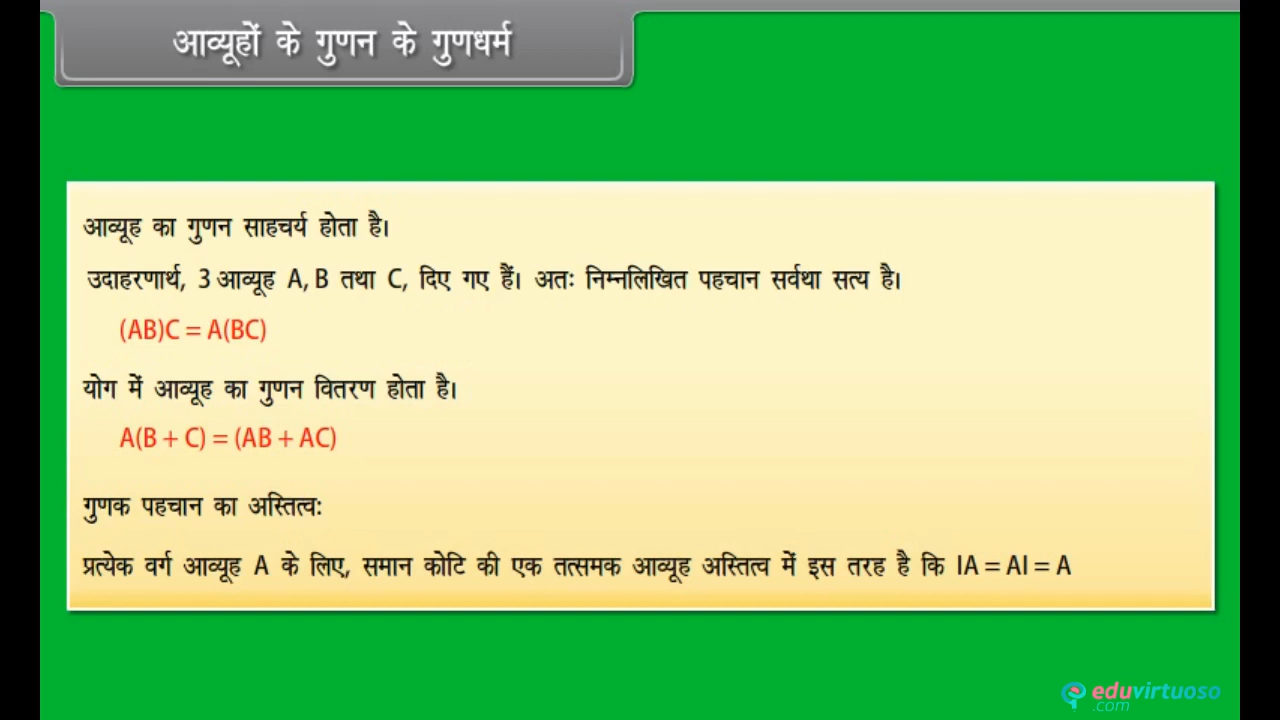 आव्यूहों के गुणन के गुणधर्म
आव्यूह का गुणन साहचर्य होता है।
उदाहरणार्थ, 3 आव्यूह A, B तथा C, दिए गए हैं। अतः निम्नलिखित पहचान सर्वथा सत्य है।
(AB)C = A(BC)
योग में आव्यूह का गुणन वितरण होता है।
A(B + C) = (AB + AC)
गुणक पहचान का अस्तित्वः
प्रत्येक वर्ग आव्यूह A के लिए, समान कोटि की एक तत्समक आव्यूह अस्तित्व में इस तरह है कि IA = AI = A
eduvirtuoso
.com